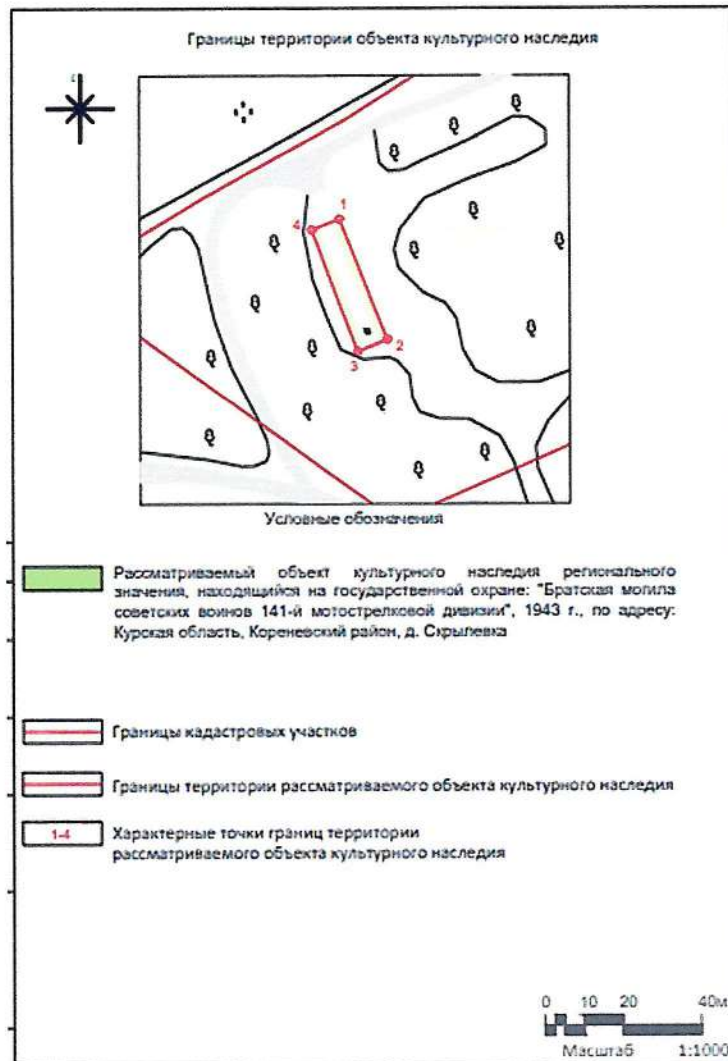 Границы территории объекта культурного наследия
1
4
2
3
Условные обозначения
Рассматриваемый объект культурного наследия регионального
значения, находящийся на государственной охране: "Братская могила
советских воинов 141-й мотострелковой дивизии", 1943 г., по адресу:
Курская область, Кореневский район, д. Скрылевка
Границы кадастровых участков
Границы территории рассматриваемого объекта культурного наследия
1-4 Характерные точки границ территории
рассматриваемого объекта культурного наследия
0 10 20 40м
Масштаб 1:1000